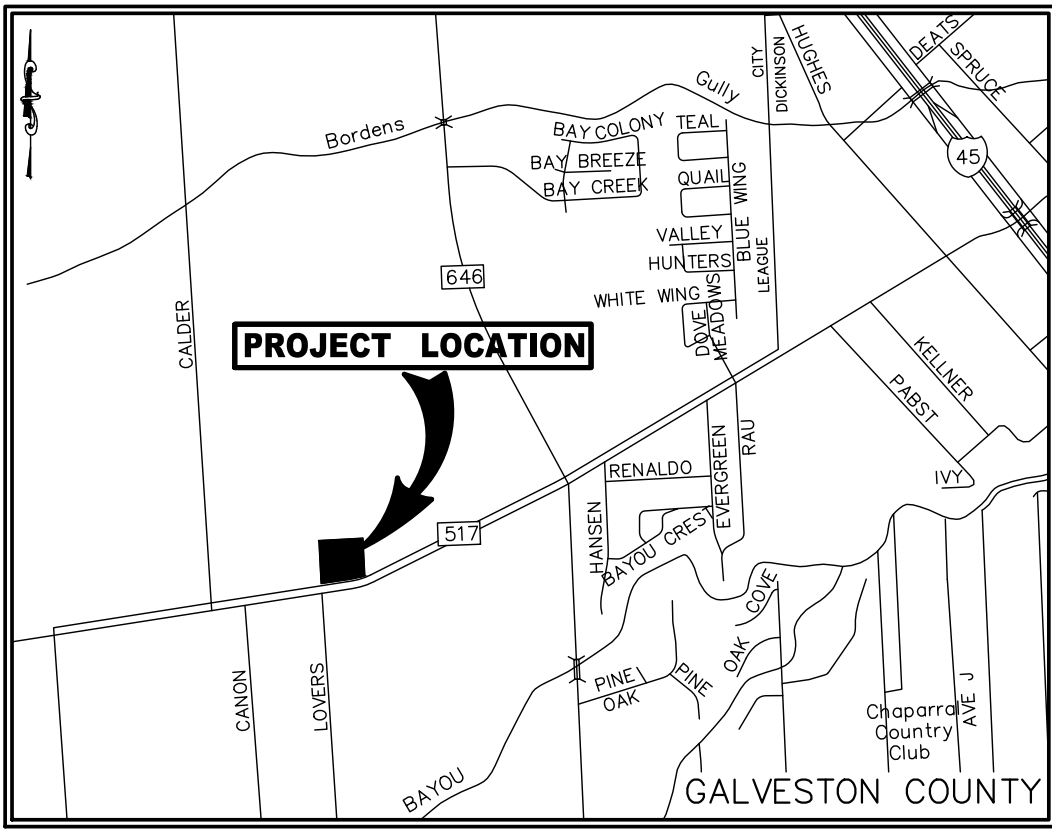 DEATS
SPRUCE
HUGHES
CITY
DICKINSON
Gully
Bordens
BAY COLONY
TEAL
45
BAY BREEZE
BAY CREEK
QUAIL
BLUE WING
VALLEY
HUNTERS
LEAGUE
646
WHITE WING
DOVE
MEADOWS
CALDER
PROJECT LOCATION
KELLNER
PABST
RENALDO
EVERGREEN
RAU
IVY
517
HANSEN
BAYOU CREST
COVE
OAK
PINE
OAK
PINE
CANON
LOVERS
AVE J
Chaparral
Country
Club
BAYOU
GALVESTON COUNTY